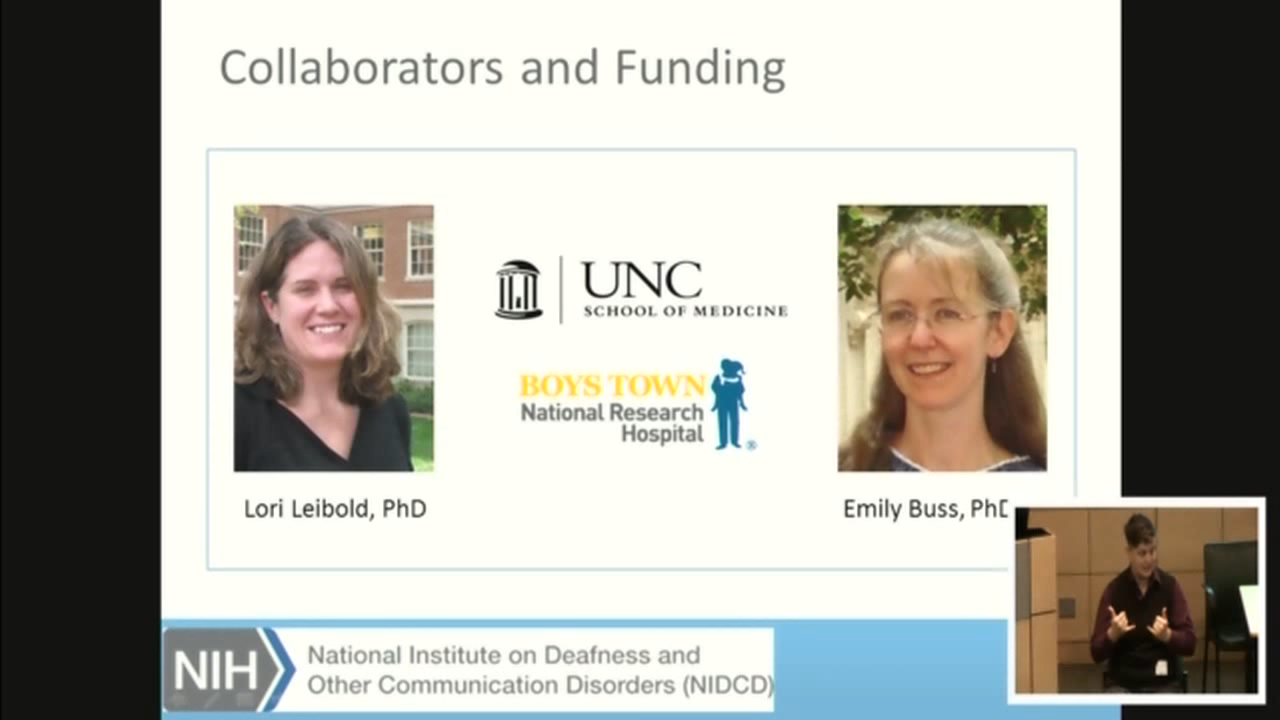 Collaborators and Funding
UNC
SCHOOL OF MEDICINE
BOYS TOWN
National Research
Hospital
®
Lori Leibold, PhD
Emily Buss, PhD
NIH
National Institute on Deafness and
Other Communication Disorders (NIDCD)